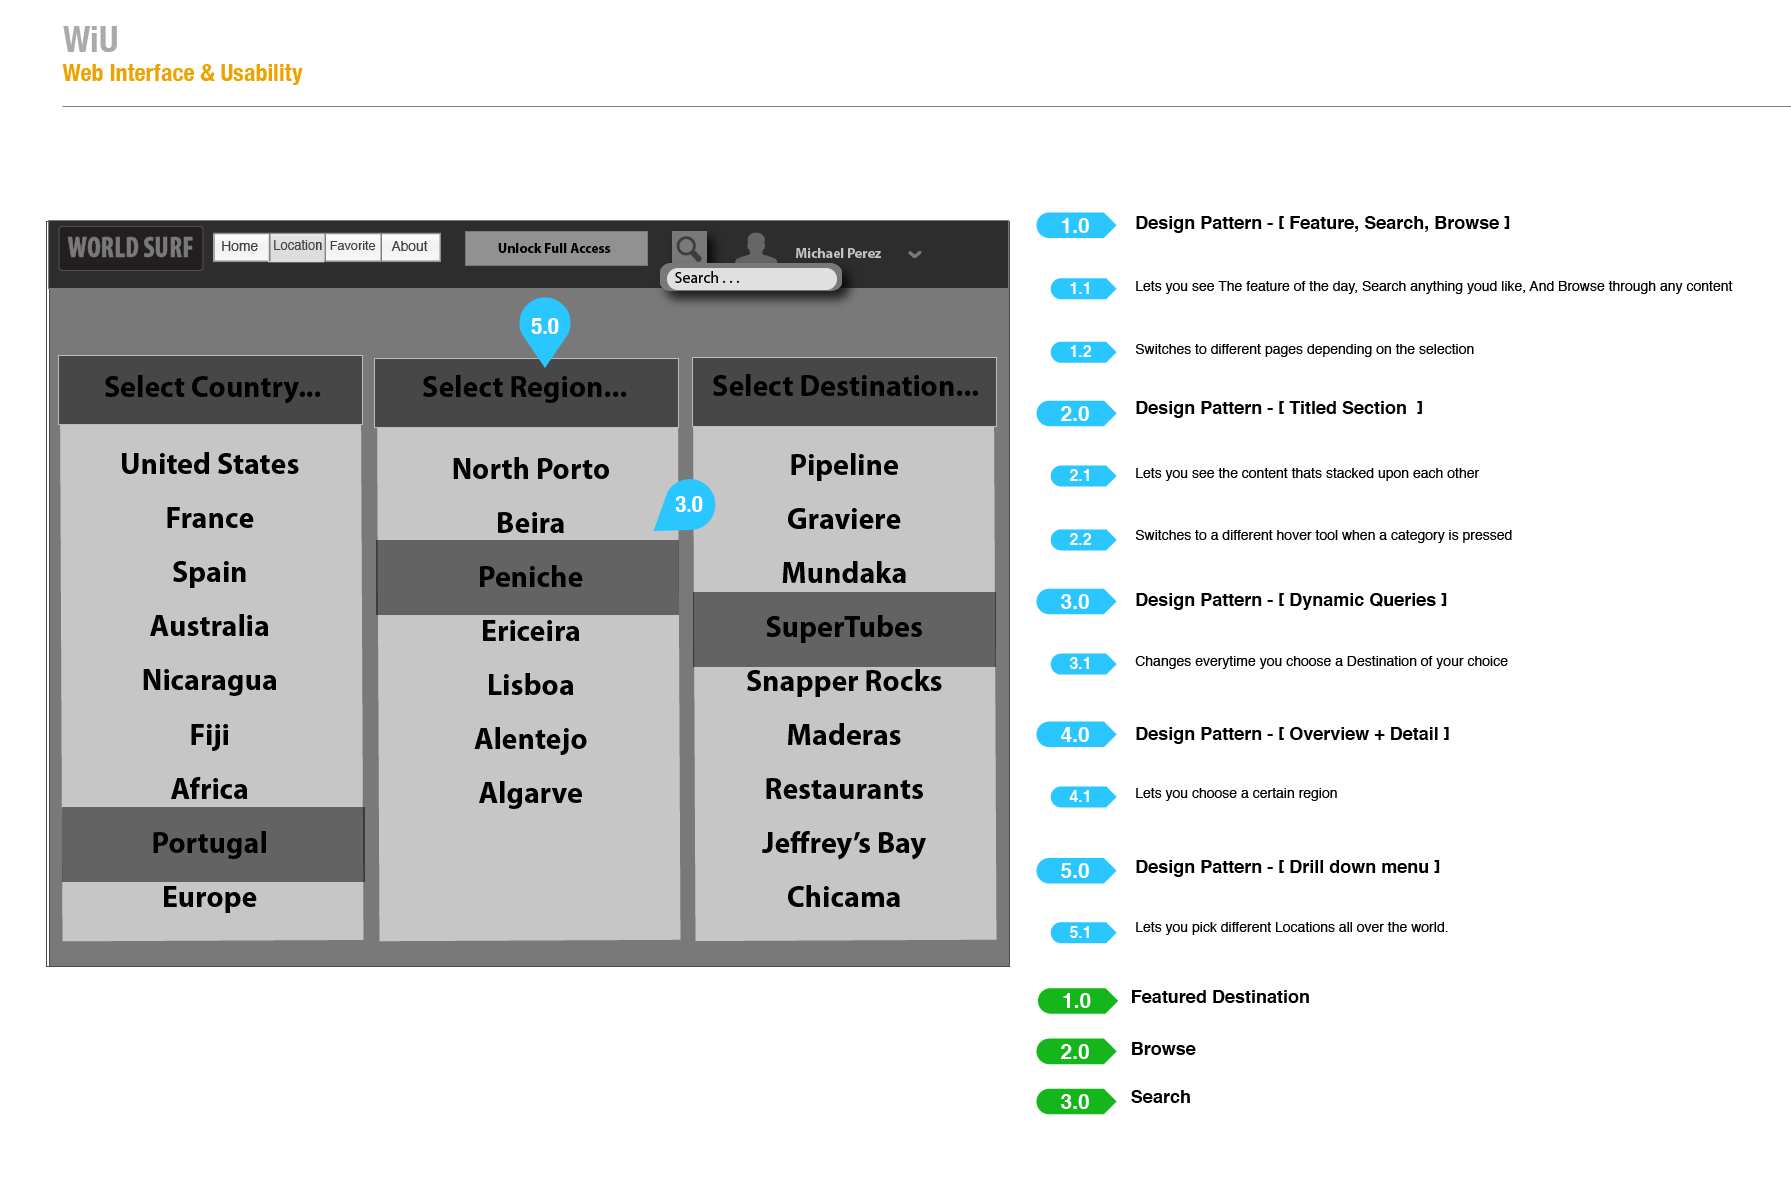 WiU
Web Interface & Usability
WORLD SURF
Home
Location
Favorite
About
Unlock Full Access
Michael Perez
Search . . .
5.0
Select Country...
United States
France
Spain
Australia
Nicaragua
Fiji
Africa
Portugal
Europe
Select Region...
North Porto
Beira
Peniche
Ericeira
Lisboa
Alentejo
Algarve
3.0
Select Destination...
Pipeline
Graviere
Mundaka
SuperTubes
Snapper Rocks
Maderas
Restaurants
Jeffrey’s Bay
Chicama
1.0 Design Pattern - [ Feature, Search, Browse ]
1.1 Lets you see The feature of the day, Search anything youd like, And Browse through any content
1.2 Switches to different pages depending on the selection
2.0 Design Pattern - [ Titled Section ]
2.1 Lets you see the content thats stacked upon each other
2.2 Switches to a different hover tool when a category is pressed
3.0 Design Pattern - [ Dynamic Queries ]
3.1 Changes everytime you choose a Destination of your choice
4.0 Design Pattern - [ Overview + Detail ]
4.1 Lets you choose a certain region
5.0 Design Pattern - [ Drill down menu ]
5.1 Lets you pick different Locations all over the world.
1.0 Featured Destination
2.0 Browse
3.0 Search